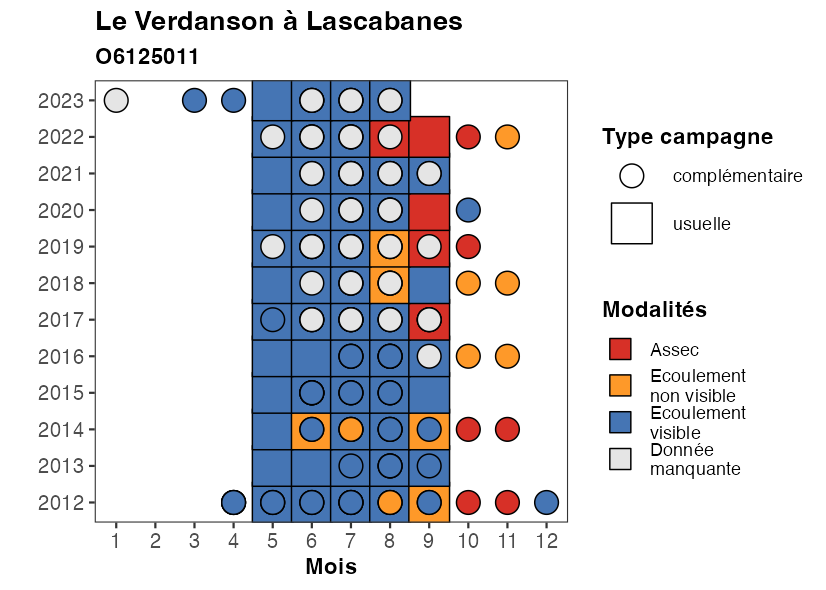 Le Verdanson à Lascabanes
O6125011
2023
2022
2021
2020
2019
2018
2017
2016
2015
2014
2013
2012
1 2 3 4 5 6 7 8 9 10 11 12
Mois
Type campagne
complémentaire
usuelle
Modalités
Assec
Ecoulement
non visible
Ecoulement
visible
Donnée
manquante